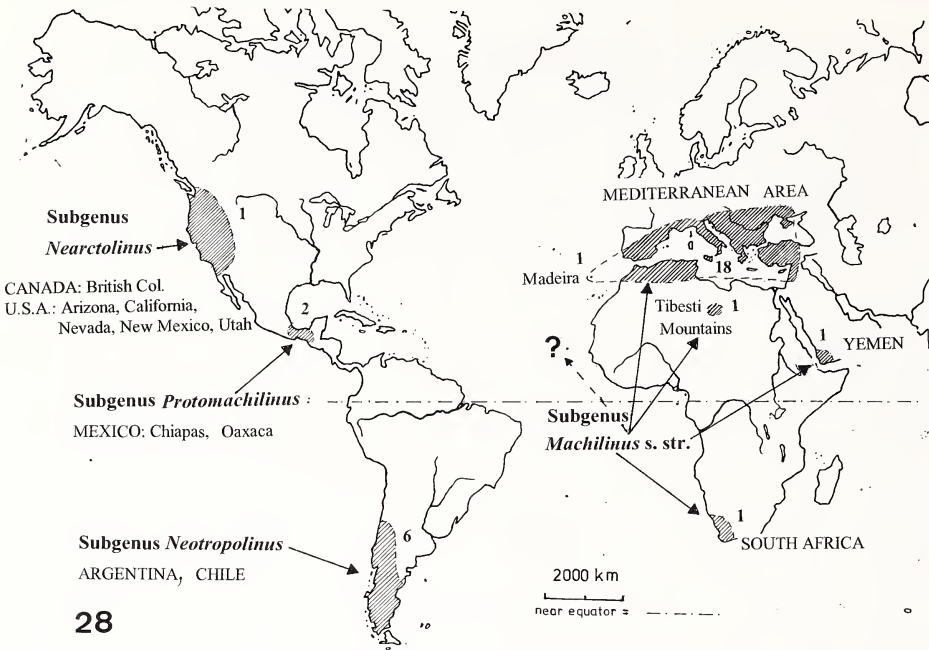 MEDITERRANEAN AREA
Subgenus
Nearctolinus
1
1
Madeira
18
CANADA: British Col.
U.S.A.: Arizona, California,
Nevada, New Mexico, Utah
2
Tibesti 1
Mountains
?
1
YEMEN
Subgenus Protomachilinus :
MEXICO: Chiapas, Oaxaca
Subgenus
Machilinus s. str.
6
1
Subgenus Neotropolinus
ARGENTINA, CHILE
SOUTH AFRICA
2000 km
near equator =
28